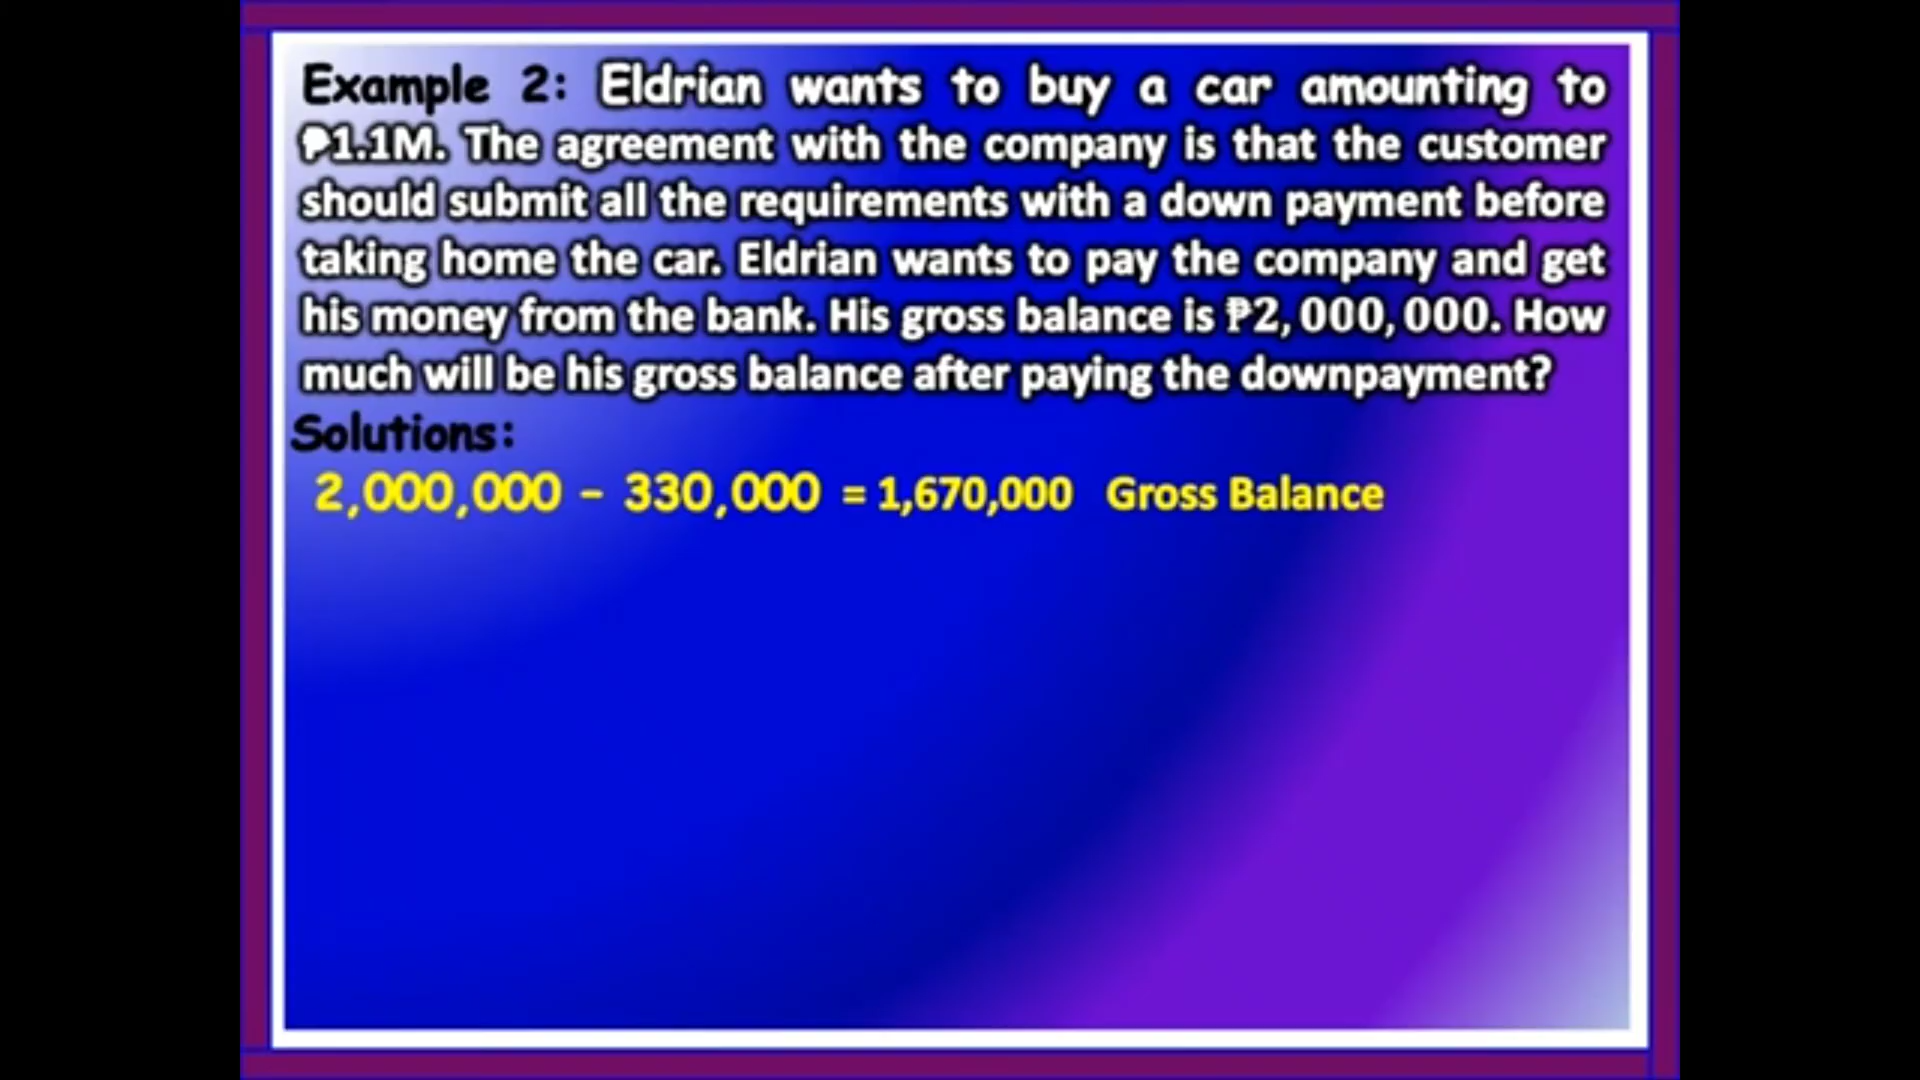 Example 2: Eldrian wants to buy a car amounting to
₱1.1M. The agreement with the company is that the customer
should submit all the requirements with a down payment before
taking home the car. Eldrian wants to pay the company and get
his money from the bank. His gross balance is ₱2,000,000. How
much will be his gross balance after paying the downpayment?
Solutions:
2,000,000 – 330,000 = 1,670,000 Gross Balance